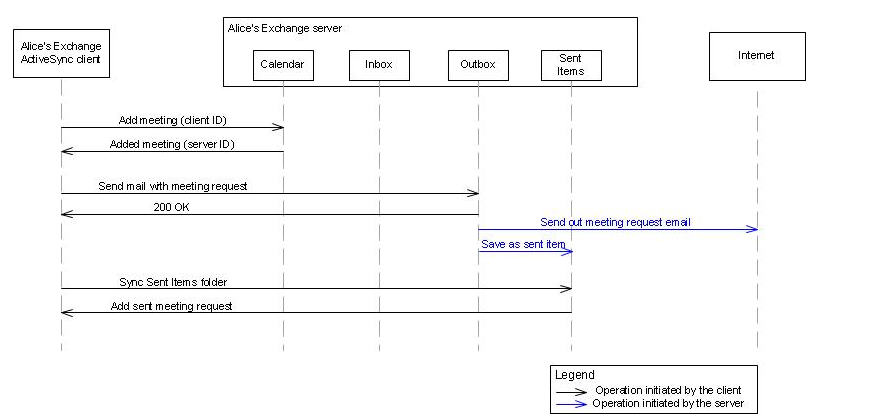 Alice's Exchange server
Alice's Exchange
ActiveSync client
Calendar
Inbox
Outbox
Sent
Items
Internet
Add meeting (client ID)
Added meeting (server ID)
Send mail with meeting request
200 OK
Send out meeting request email
Save as sent item
Sync Sent Items folder
Add sent meeting request
Legend
Operation initiated by the client
Operation initiated by the server